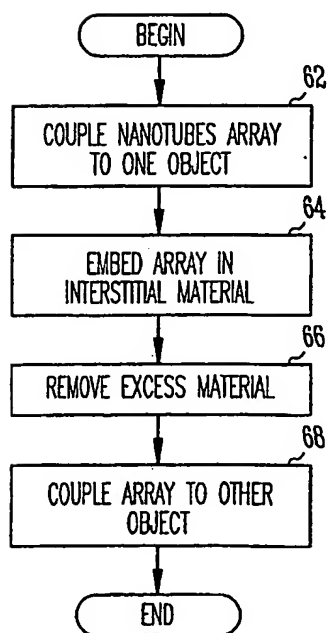 BEGIN
62
COUPLE NANOTUBES ARRAY
TO ONE OBJECT
64
EMBED ARRAY IN
INTERSTITIAL MATERIAL
66
REMOVE EXCESS MATERIAL
68
COUPLE ARRAY TO OTHER
OBJECT
END